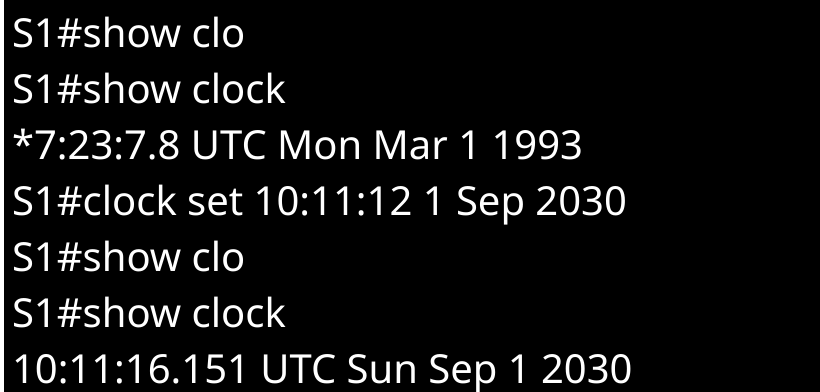 S1#show clo
S1#show clock
*7:23:7.8 UTC Mon Mar 1 1993
S1#clock set 10:11:12 1 Sep 2030
S1#show clo
S1#show clock
10:11:16.151 UTC Sun Sep 1 2030